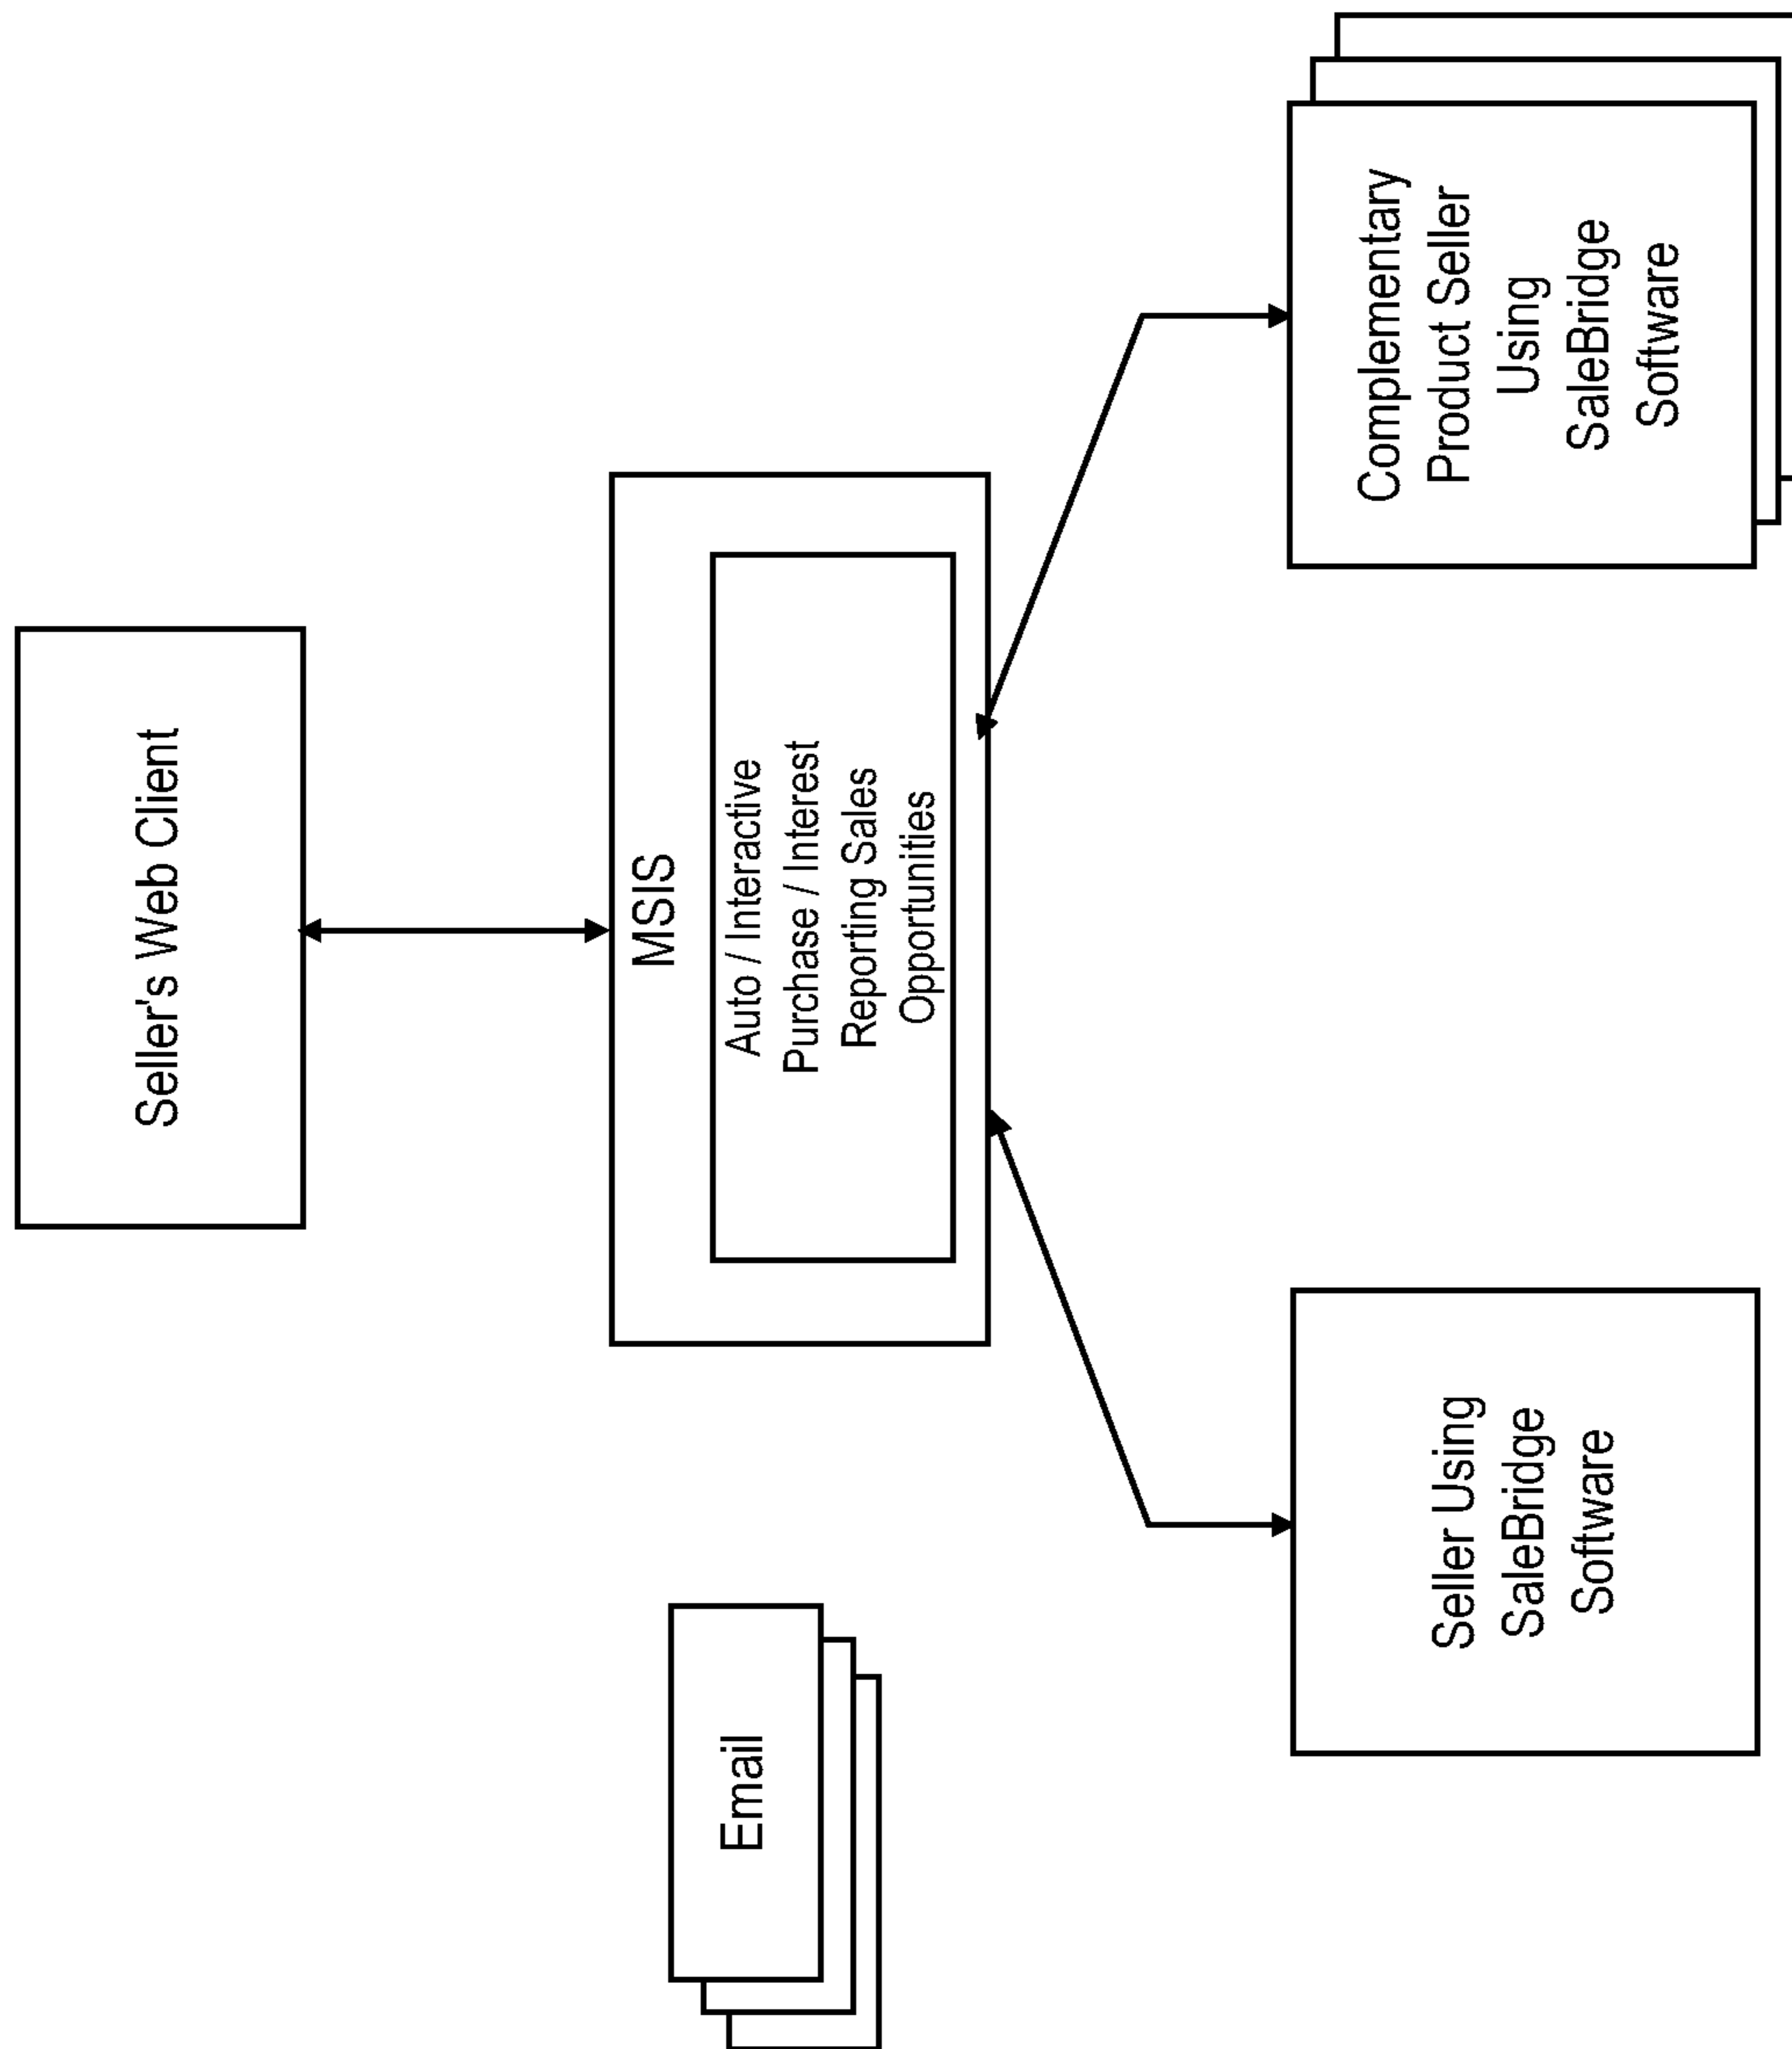 Seller's Web Client
MSIS
Auto / Interactive
Purchase / Interest
Reporting Sales
Opportunities
Email
Seller Using
SaleBridge
Software
Complementary
Product Seller
Using
SaleBridge
Software